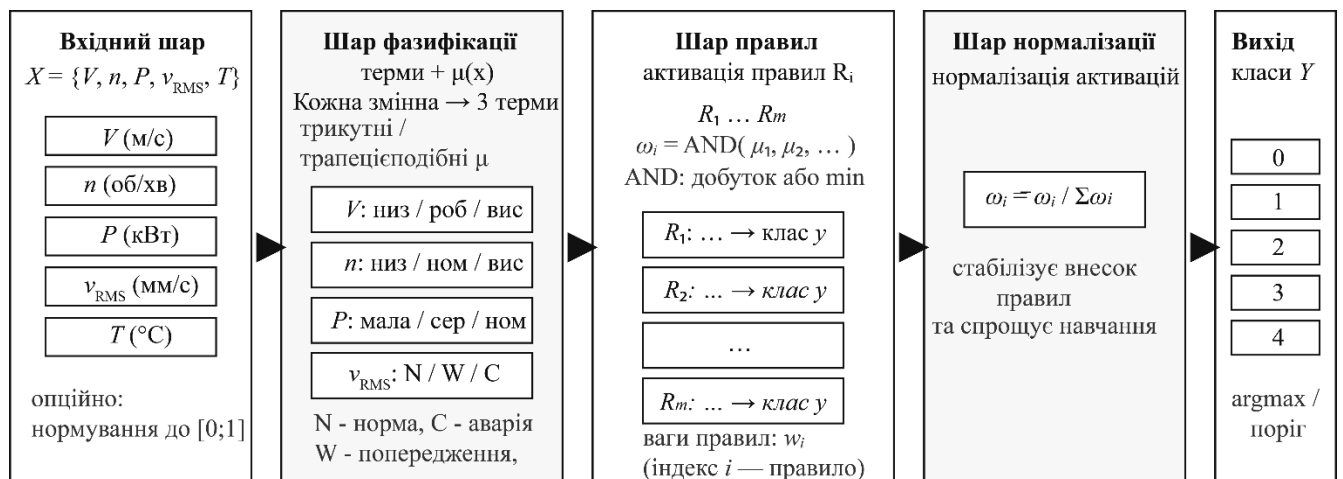 Вхідний шар
X = {V, n, P, vRMS, T}
V (м/с)
n (об/хв)
P (кВт)
vRMS (мм/с)
T (°C)
опційно:
нормування до [0;1]
Шар фазифікації
терми + μ(x)
Кожна змінна → 3 терми
трикутні /
трапецієподібні μ
V: низ / роб / вис
n: низ / ном / вис
P: мала / сер / ном
vRMS: N / W / C
N - норма, C - аварія
W - попередження,
Шар правил
активація правил Ri
R1 … Rm
ωi = AND( μ1, μ2, … )
AND: добуток або min
R1: … → клас y
R2: … → клас y
…
Rm: … → клас y
ваги правил: wi
(індекс i — правило)
Шар нормалізації
нормалізація активацій
ωi = ωi / Σωi
стабілізує внесок
правил
та спрощує навчання
Вихід
класи Y
0
1
2
3
4
argmax /
поріг